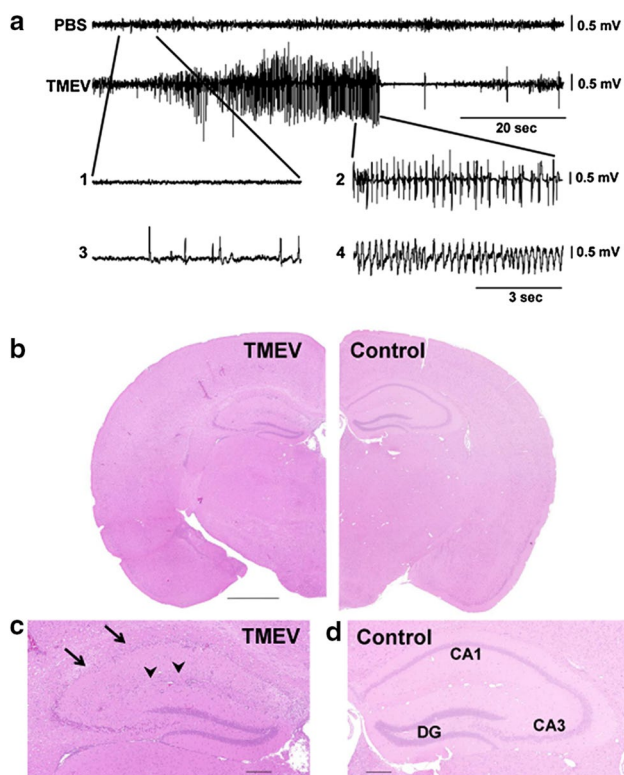 a
PBS
0.5 mV
TMEV
0.5 mV
20 sec
1
2
0.5 mV
3
4
0.5 mV
3 sec
b
TMEV
Control
c
TMEV
d
Control
CA1
CA3
DG